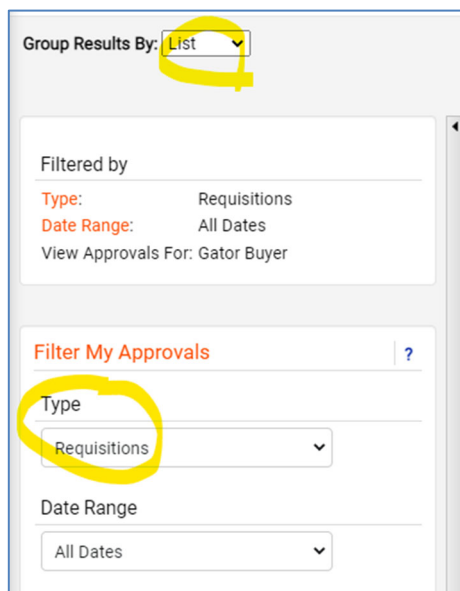 Group Results By: List
Filtered by
Type: Requisitions
Date Range: All Dates
View Approvals For: Gator Buyer
Filter My Approvals ?
Type
Requisitions
Date Range
All Dates